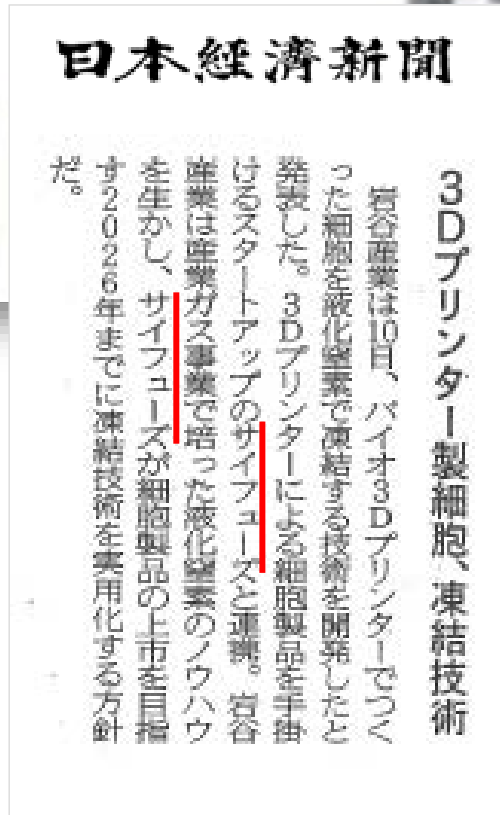 日本経済新聞
3Dプリンター製細胞、凍結技術
岩谷産業は10日、バイオ3Dプリンターでつく
った細胞を液化窒素で凍結する技術を開発したと
発表した。3Dプリンターによる細胞製品を手掛
けるスタートアップのサイフューズと連携。岩谷
産業は産業ガス事業で培った液化窒素のノウハウ
を生かし、サイフューズが細胞製品の上市を目指
す2026年までに凍結技術を実用化する方針
だ。